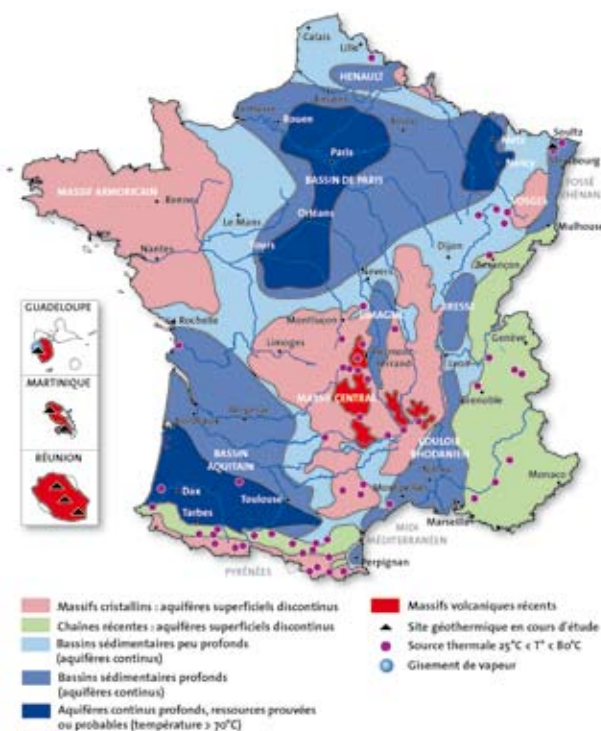 Calais
Lille
HENAULT
Rouen
Paris
BASSIN DE PARIS
Metz
Nancy
Soultz
Strasbourg
VOSGES
Mulhouse
MASSIF ARMORICAIN
Rennes
Le Mans
Orléans
Tours
Nantes
Dijon
Besançon
Nevers
BRESSE
Montluçon
LIMAGNE
Genève
Limoges
Lyon
MASSIF CENTRAL
Grenoble
Bordeaux
COULOIR
RHODANIEN
BASSIN
AQUITAIN
Dax
Toulouse
Tarbes
Montpellier
Marseille
Monaco
MIDI
MÉDITERRANÉEN
PYRÉNÉES
Perpignan
GUADELOUPE
MARTINIQUE
RÉUNION
Massifs cristallins : aquifères superficiels discontinus
Chaînes récentes : aquifères superficiels discontinus
Bassins sédimentaires peu profonds
(aquifères continus)
Bassins sédimentaires profonds
(aquifères continus)
Aquifères continus profonds, ressources prouvées
ou probables (température > 70°C)
Massifs volcaniques récents
Site géothermique en cours d'étude
Source thermale 25°C < T° < 80°C
Gisement de vapeur